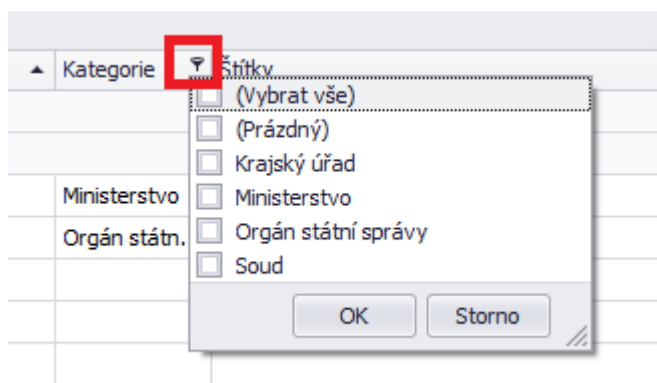 Kategorie Štítky
(Vybrat vše)
(Prázdný)
Krajský úřad
Ministerstvo Ministerstvo
Orgán státn. Orgán státní správy
Soud
OK Storno